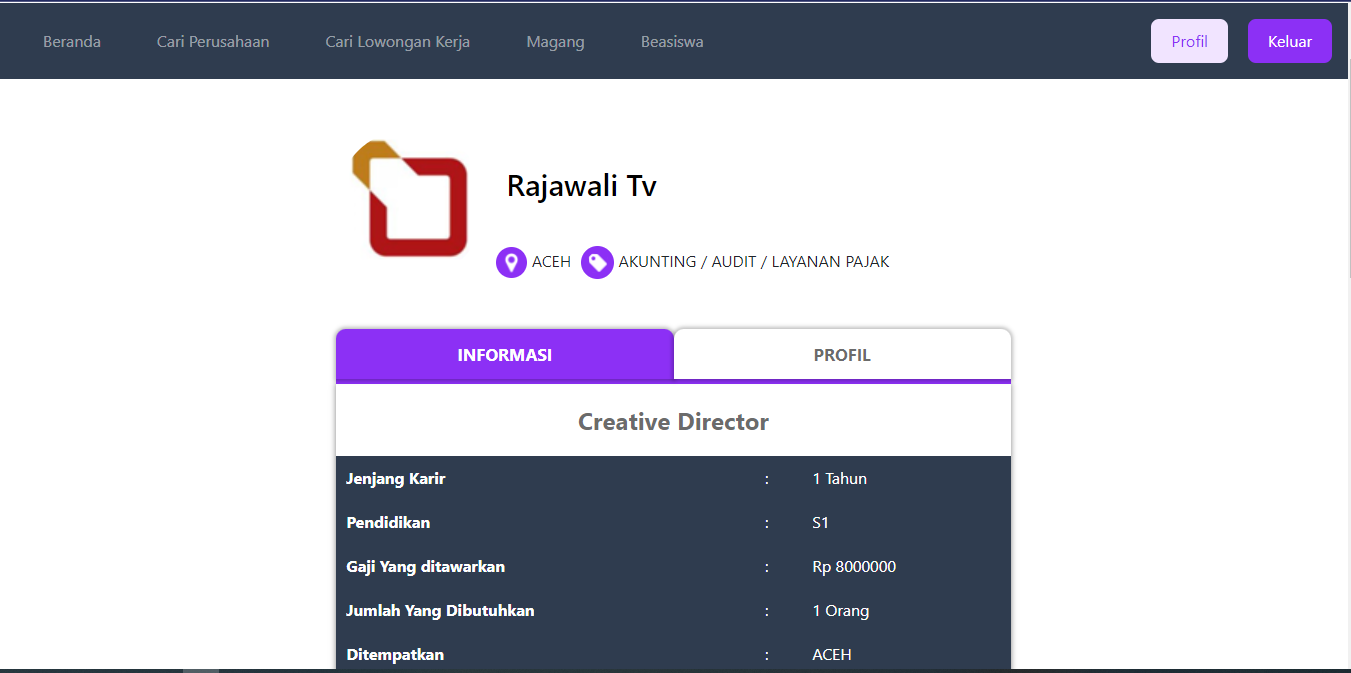 Beranda Cari Perusahaan Cari Lowongan Kerja Magang Beasiswa Profil Keluar
Rajawali Tv
ACEH AKUNTING / AUDIT / LAYANAN PAJAK
INFORMASI PROFIL
Creative Director
Jenjang Karir : 1 Tahun
Pendidikan : S1
Gaji Yang ditawarkan : Rp 8000000
Jumlah Yang Dibutuhkan : 1 Orang
Ditempatkan : ACEH